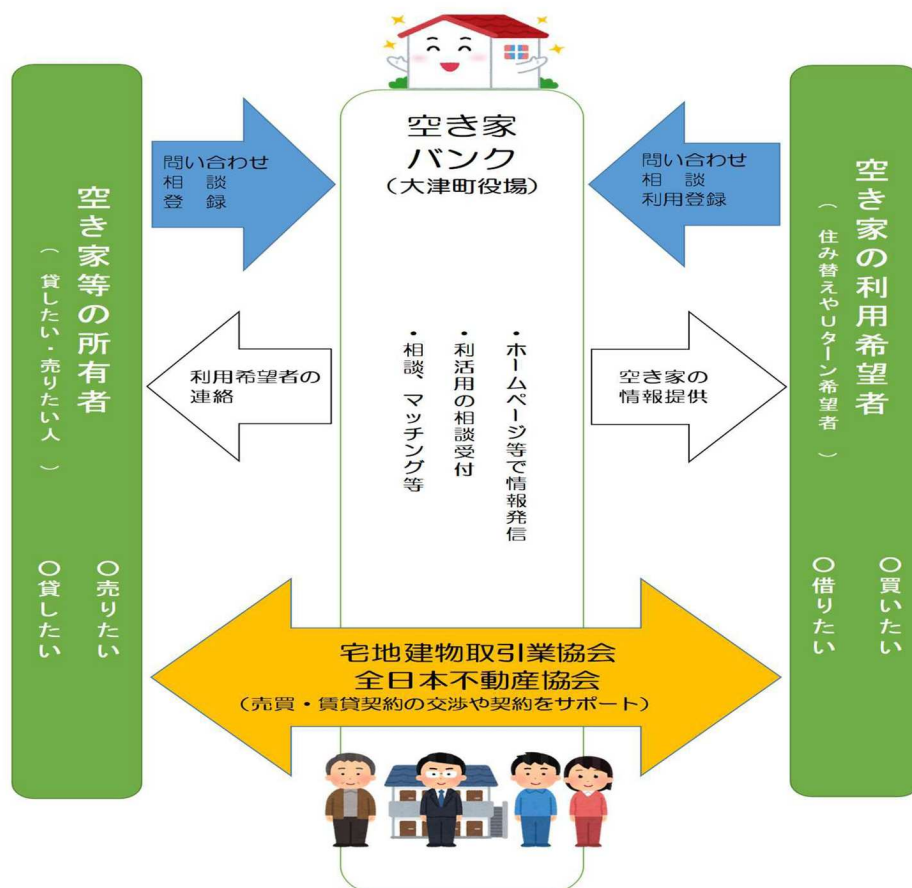 空き家
バンク
(大津町役場)
問い合わせ
相 談
登 録
問い合わせ
相 談
利用登録
空き家等の所有者
(貸したい・売りたい人)
○売りたい
○貸したい
空き家の利用希望者
(住み替えやUターン希望者)
○買いたい
○借りたい
利用希望者の
連絡
・ホームページ等で情報発信
・利活用の相談受付
・相談、マッチング等
空き家の
情報提供
宅地建物取引業協会
全日本不動産協会
(売買・賃貸契約の交渉や契約をサポート)